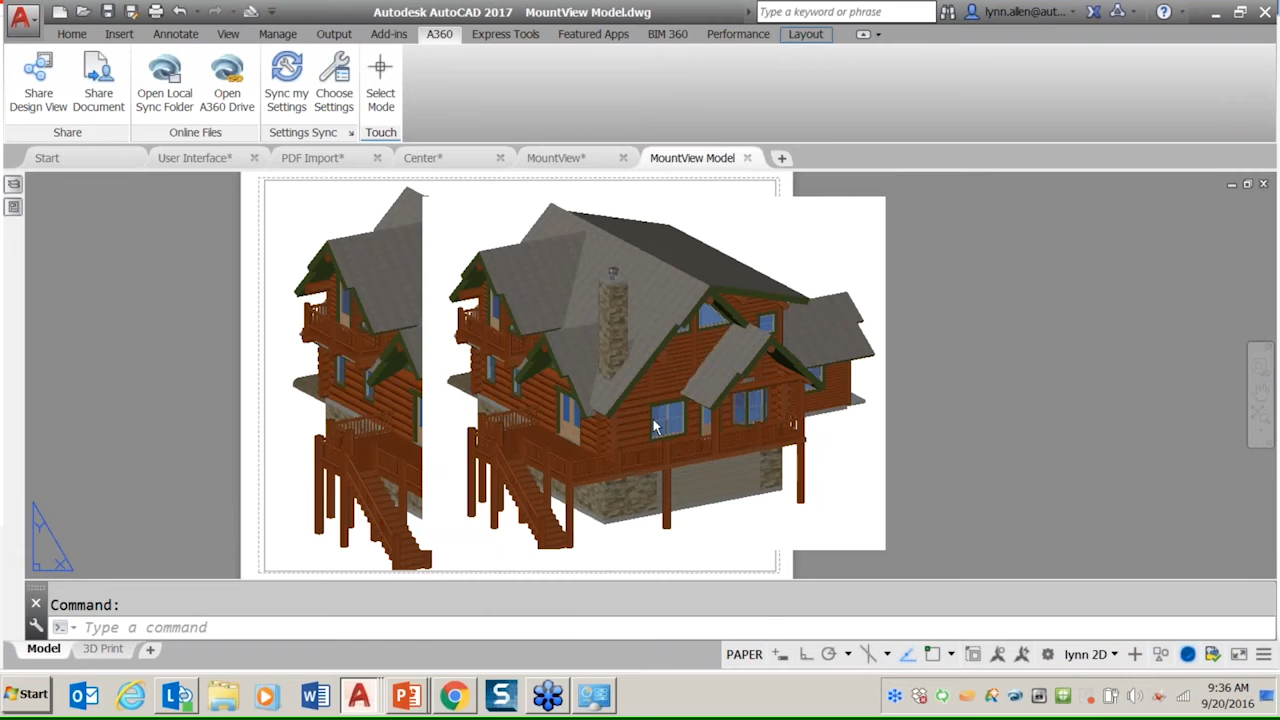 Autodesk AutoCAD 2017 MountView Model.dwg
Type a keyword or phrase
lynn.allen@aut...
Home Insert Annotate View Manage Output Add-ins A360 Express Tools Featured Apps BIM 360 Performance Layout
Share Design View
Share Document
Open Local Sync Folder
Open A360 Drive
Sync my Settings
Choose Settings
Select Mode
Share Online Files Settings Sync Touch
Start User Interface* PDF Import* Center* MountView* MountView Model
Y
X
Command:
Type a command
Model 3D Print
PAPER lynn 2D
Start
9:36 AM
9/20/2016